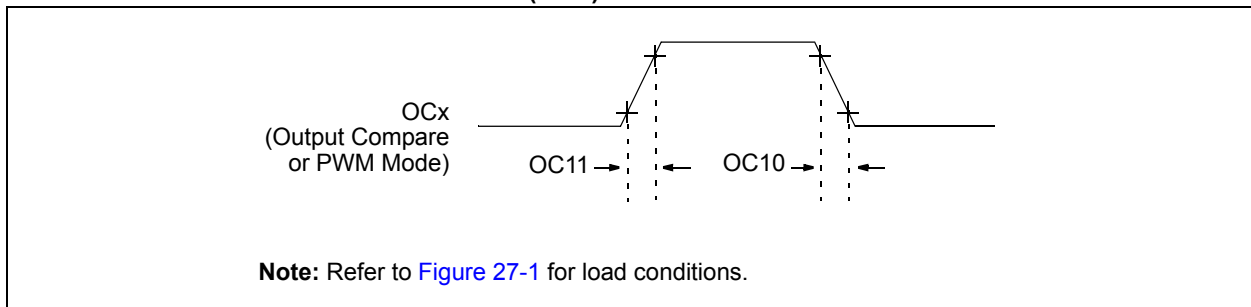 OCx
(Output Compare
or PWM Mode)
OC11
OC10
Note: Refer to Figure 27-1 for load conditions.